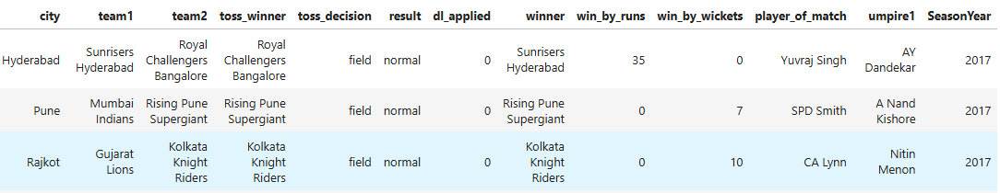 city team1 team2 toss_winner toss_decision result dl_applied winner win_by_runs win_by_wickets player_of_match umpire1 SeasonYear
Hyderabad Sunrisers Hyderabad Royal Challengers Bangalore Royal Challengers Bangalore field normal 0 Sunrisers Hyderabad 35 0 Yuvraj Singh AY Dandekar 2017
Pune Mumbai Indians Rising Pune Supergiant Rising Pune Supergiant field normal 0 Rising Pune Supergiant 0 7 SPD Smith A Nand Kishore 2017
Rajkot Gujarat Lions Kolkata Knight Riders Kolkata Knight Riders field normal 0 Kolkata Knight Riders 0 10 CA Lynn Nitin Menon 2017